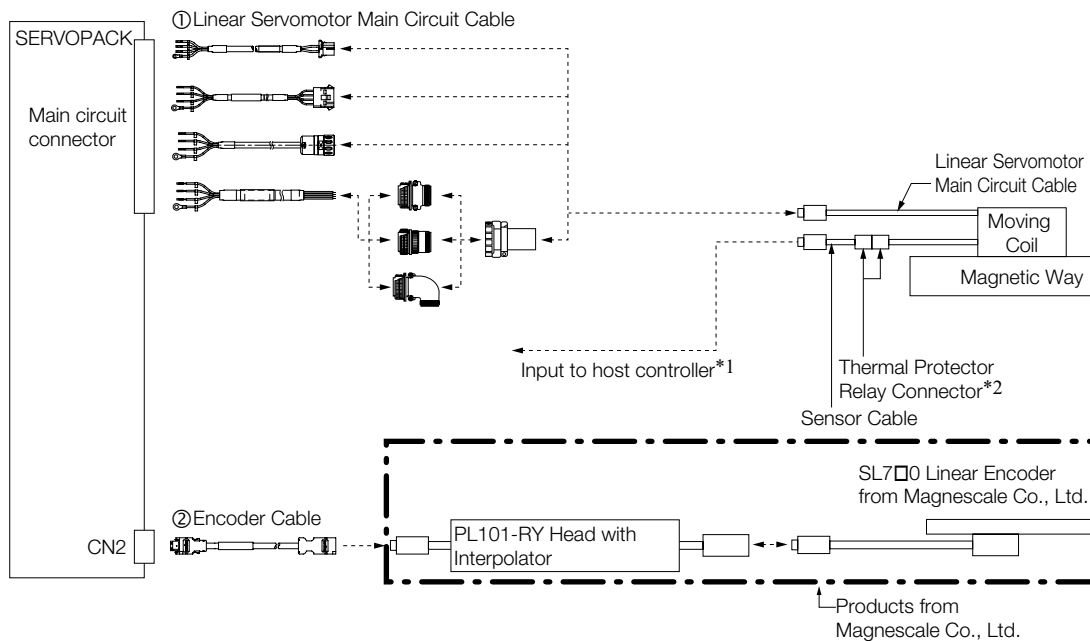 ①Linear Servomotor Main Circuit Cable
SERVOPACK
Main circuit
connector
Linear Servomotor
Main Circuit Cable
Moving
Coil
Magnetic Way
Input to host controller*1
Thermal Protector
Relay Connector*2
Sensor Cable
SL7□0 Linear Encoder
from Magnescale Co., Ltd.
②Encoder Cable
CN2
PL101-RY Head with
Interpolator
Products from
Magnescale Co., Ltd.